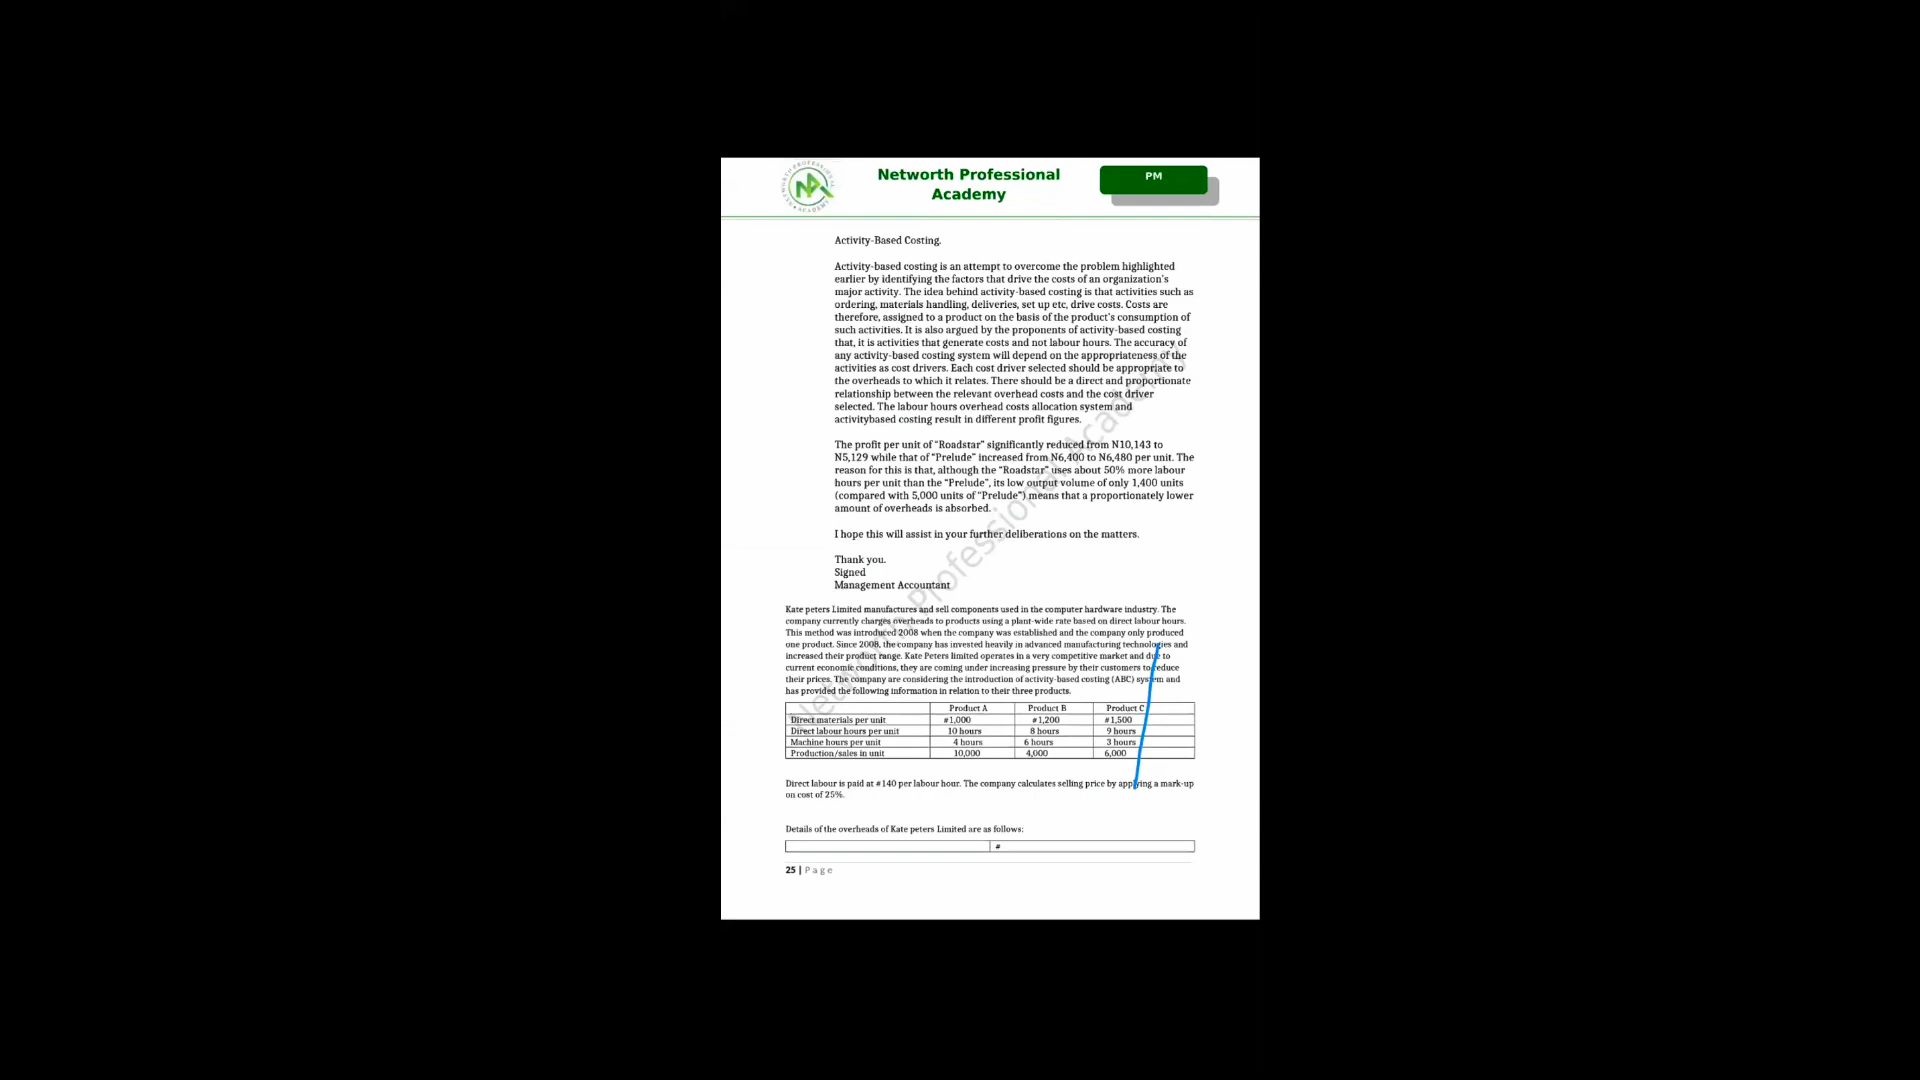 Networth Professional
Academy
PM
Activity-Based Costing.
Activity-based costing is an attempt to overcome the problem highlighted
earlier by identifying the factors that drive the costs of an organization's
major activity. The idea behind activity-based costing is that activities such as
ordering, materials handling, deliveries, set up etc, drive costs. Costs are
therefore, assigned to a product on the basis of the product's consumption of
such activities. It is also argued by the proponents of activity-based costing
that, it is activities that generate costs and not labour hours. The accuracy of
any activity-based costing system will depend on the appropriateness of the
activities as cost drivers. Each cost driver selected should be appropriate to
the overheads to which it relates. There should be a direct and proportionate
relationship between the relevant overhead costs and the cost driver
selected. The labour hours overhead costs allocation system and
activitybased costing result in different profit figures.
The profit per unit of “Roadstar” significantly reduced from N10,143 to
N5,129 while that of “Prelude” increased from N6,400 to N6,480 per unit. The
reason for this is that, although the “Roadstar” uses about 50% more labour
hours per unit than the “Prelude”, its low output volume of only 1,400 units
(compared with 5,000 units of “Prelude”) means that a proportionately lower
amount of overheads is absorbed.
I hope this will assist in your further deliberations on the matters.
Thank you.
Signed
Management Accountant
Kate peters Limited manufactures and sell components used in the computer hardware industry. The
company currently charges overheads to products using a plant-wide rate based on direct labour hours.
This method was introduced 2008 when the company was established and the company only produced
one product. Since 2008, the company has invested heavily in advanced manufacturing technologies and
increased their product range. Kate Peters limited operates in a very competitive market and due to
current economic conditions, they are coming under increasing pressure by their customers to reduce
their prices. The company are considering the introduction of activity-based costing (ABC) system and
has provided the following information in relation to their three products.
Product A Product B Product C
Direct materials per unit #1,000 #1,200 #1,500
Direct labour hours per unit 10 hours 8 hours 9 hours
Machine hours per unit 4 hours 6 hours 3 hours
Production/sales in unit 10,000 4,000 6,000
Direct labour is paid at #140 per labour hour. The company calculates selling price by applying a mark-up
on cost of 25%.
Details of the overheads of Kate peters Limited are as follows:
#
25 | Page
Networth Professional Academy